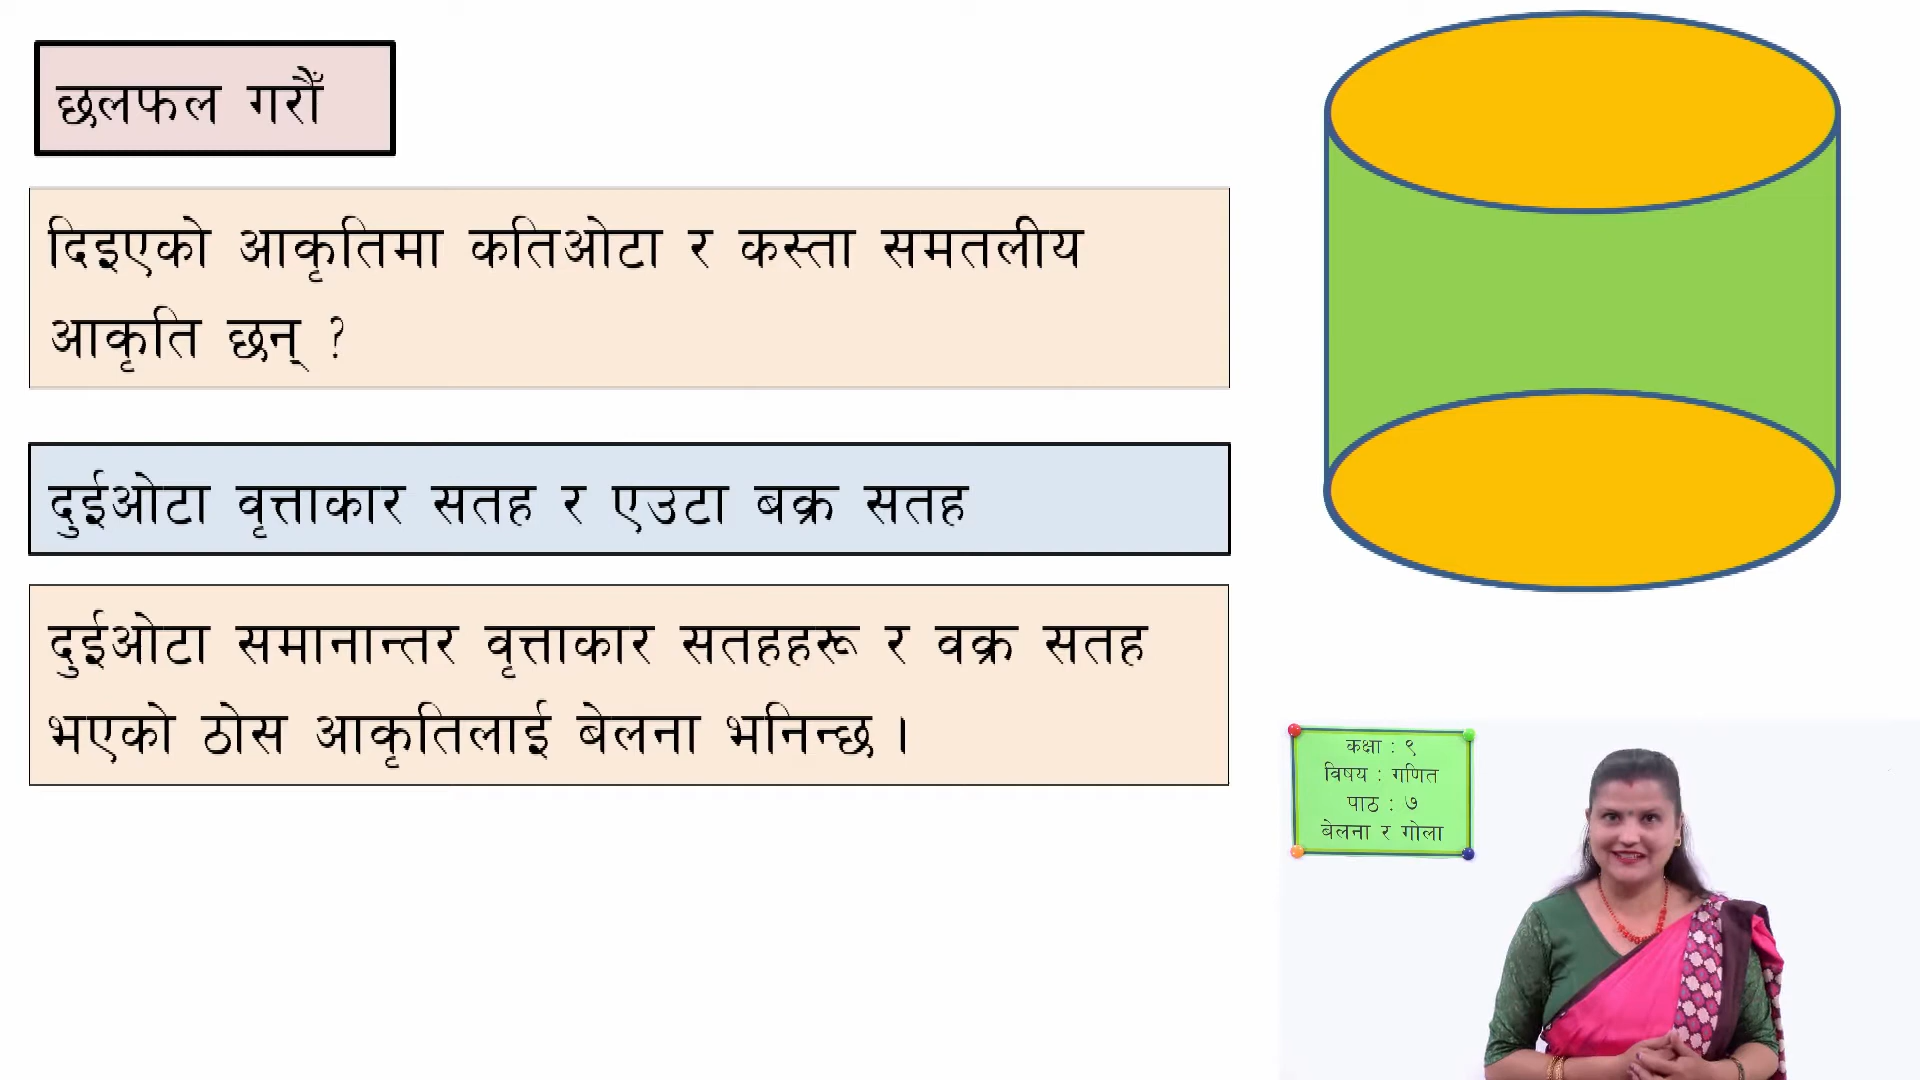 छलफल गरौँ
दिइएको आकृतिमा कतिओटा र कस्ता समतलीय
आकृति छन् ?
दुईओटा वृत्ताकार सतह र एउटा बक्र सतह
दुईओटा समानान्तर वृत्ताकार सतहहरू र वक्र सतह
भएको ठोस आकृतिलाई बेलना भनिन्छ ।
कक्षा : ९
विषय : गणित
पाठ : ७
बेलना र गोला